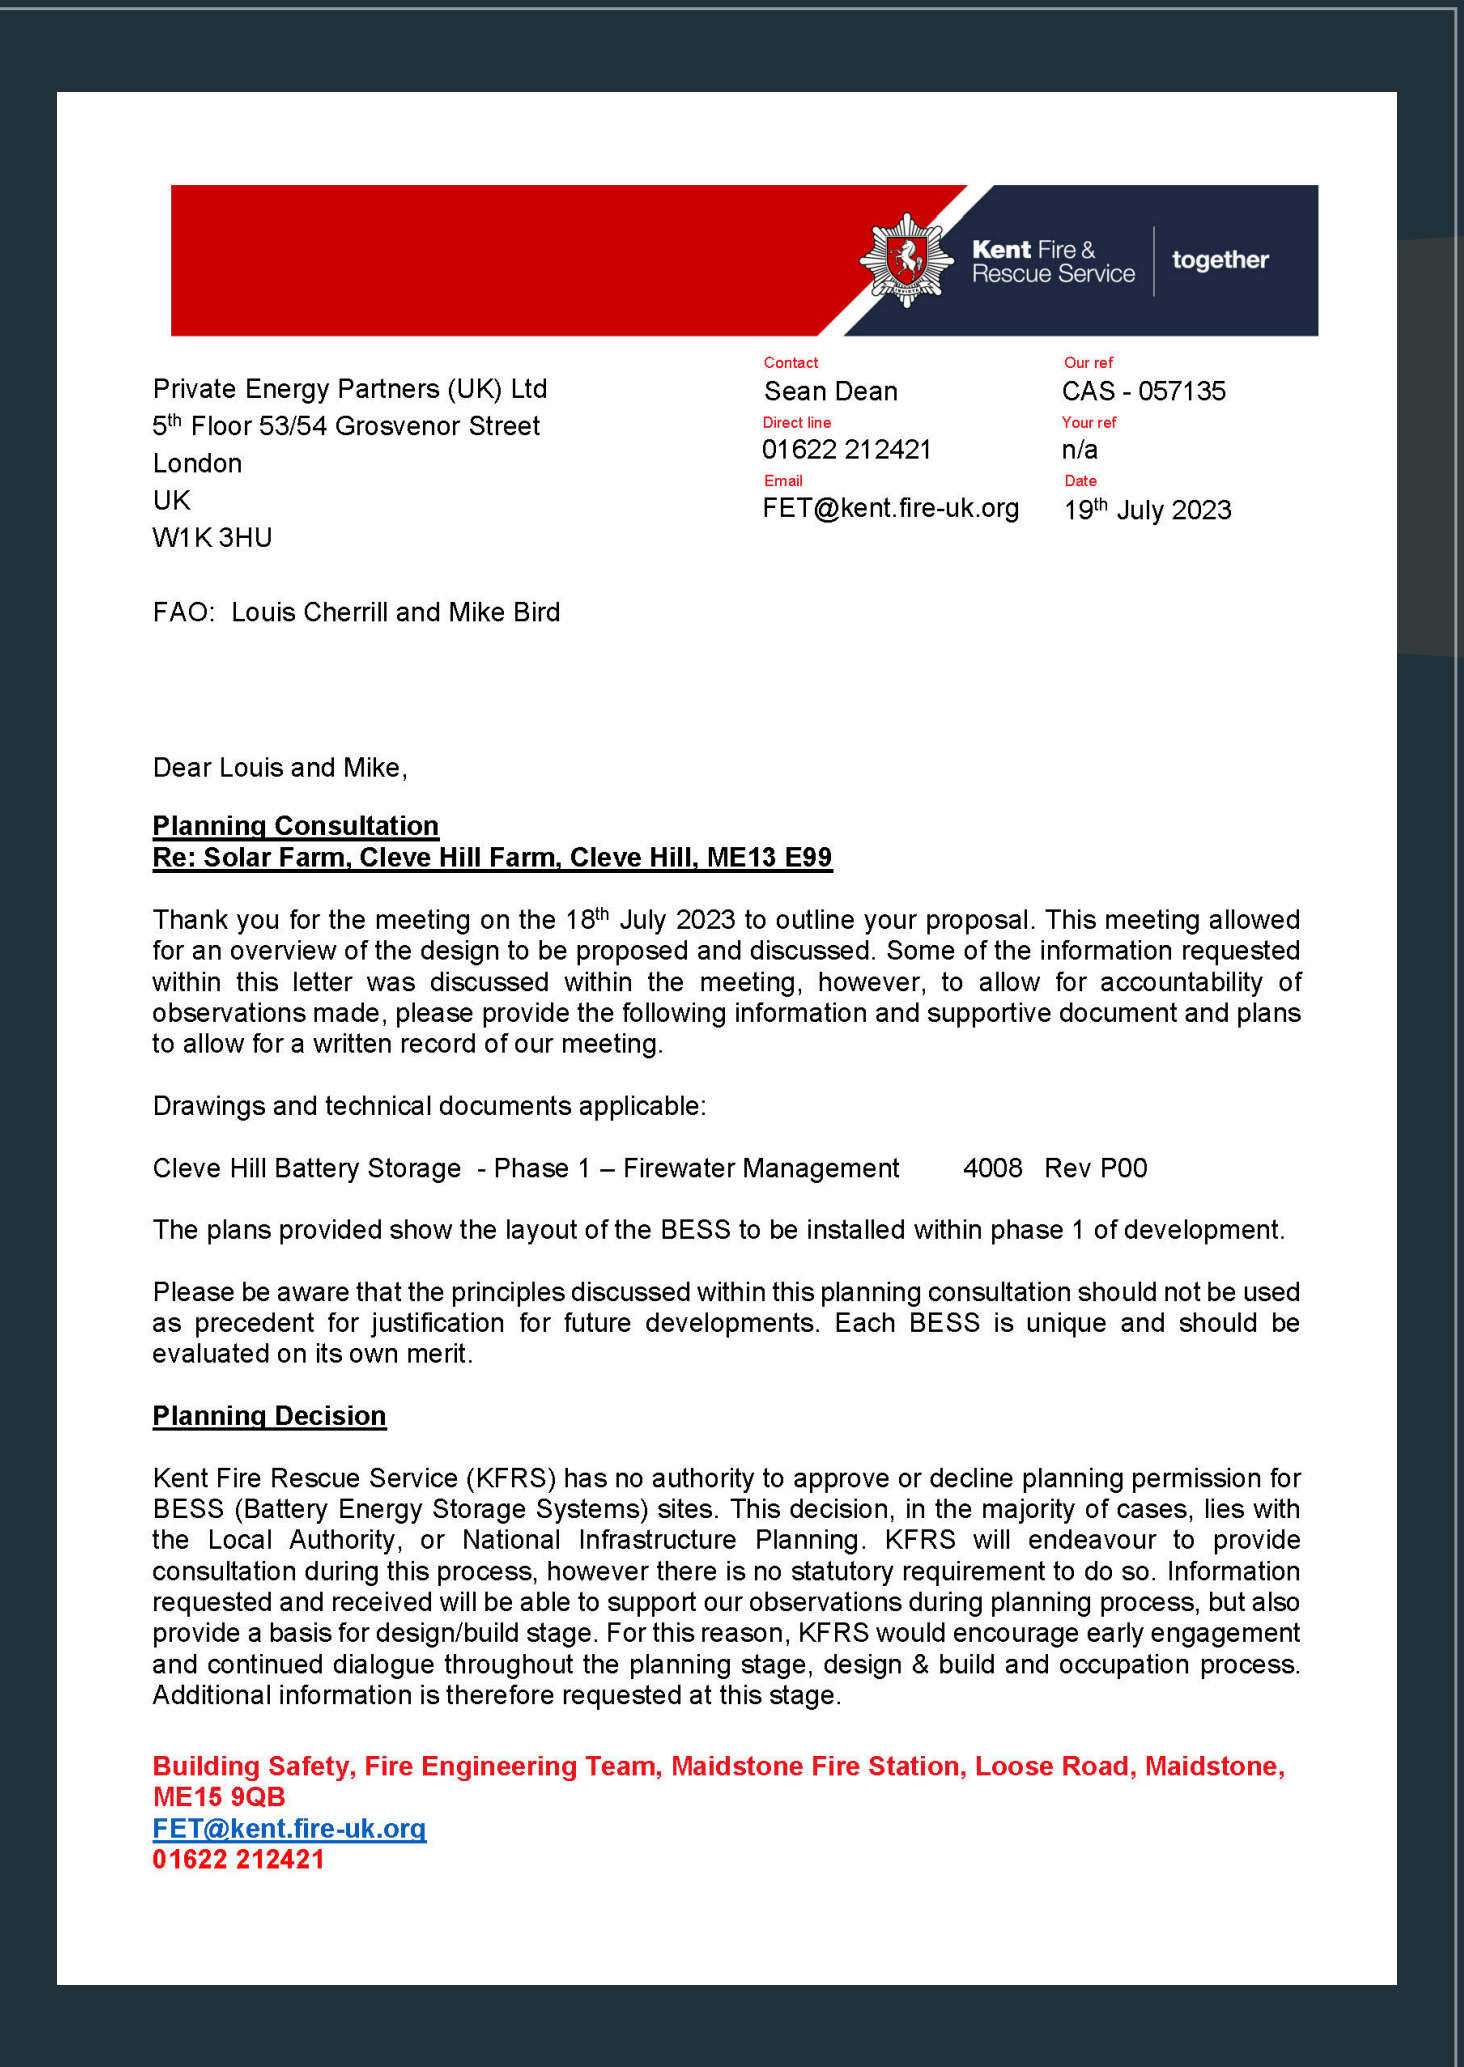 Kent Fire &
Rescue Service
together
Private Energy Partners (UK) Ltd
5th Floor 53/54 Grosvenor Street
London
UK
W1K 3HU
Contact
Sean Dean
Direct line
01622 212421
Email
FET@kent.fire-uk.org
Our ref
CAS - 057135
Your ref
n/a
Date
19th July 2023
FAO: Louis Cherrill and Mike Bird
Dear Louis and Mike,
Planning Consultation
Re: Solar Farm, Cleve Hill Farm, Cleve Hill, ME13 E99
Thank you for the meeting on the 18th July 2023 to outline your proposal. This meeting allowed
for an overview of the design to be proposed and discussed. Some of the information requested
within this letter was discussed within the meeting, however, to allow for accountability of
observations made, please provide the following information and supportive document and plans
to allow for a written record of our meeting.
Drawings and technical documents applicable:
Cleve Hill Battery Storage - Phase 1 – Firewater Management 4008 Rev P00
The plans provided show the layout of the BESS to be installed within phase 1 of development.
Please be aware that the principles discussed within this planning consultation should not be used
as precedent for justification for future developments. Each BESS is unique and should be
evaluated on its own merit.
Planning Decision
Kent Fire Rescue Service (KFRS) has no authority to approve or decline planning permission for
BESS (Battery Energy Storage Systems) sites. This decision, in the majority of cases, lies with
the Local Authority, or National Infrastructure Planning. KFRS will endeavour to provide
consultation during this process, however there is no statutory requirement to do so. Information
requested and received will be able to support our observations during planning process, but also
provide a basis for design/build stage. For this reason, KFRS would encourage early engagement
and continued dialogue throughout the planning stage, design & build and occupation process.
Additional information is therefore requested at this stage.
Building Safety, Fire Engineering Team, Maidstone Fire Station, Loose Road, Maidstone,
ME15 9QB
FET@kent.fire-uk.org
01622 212421